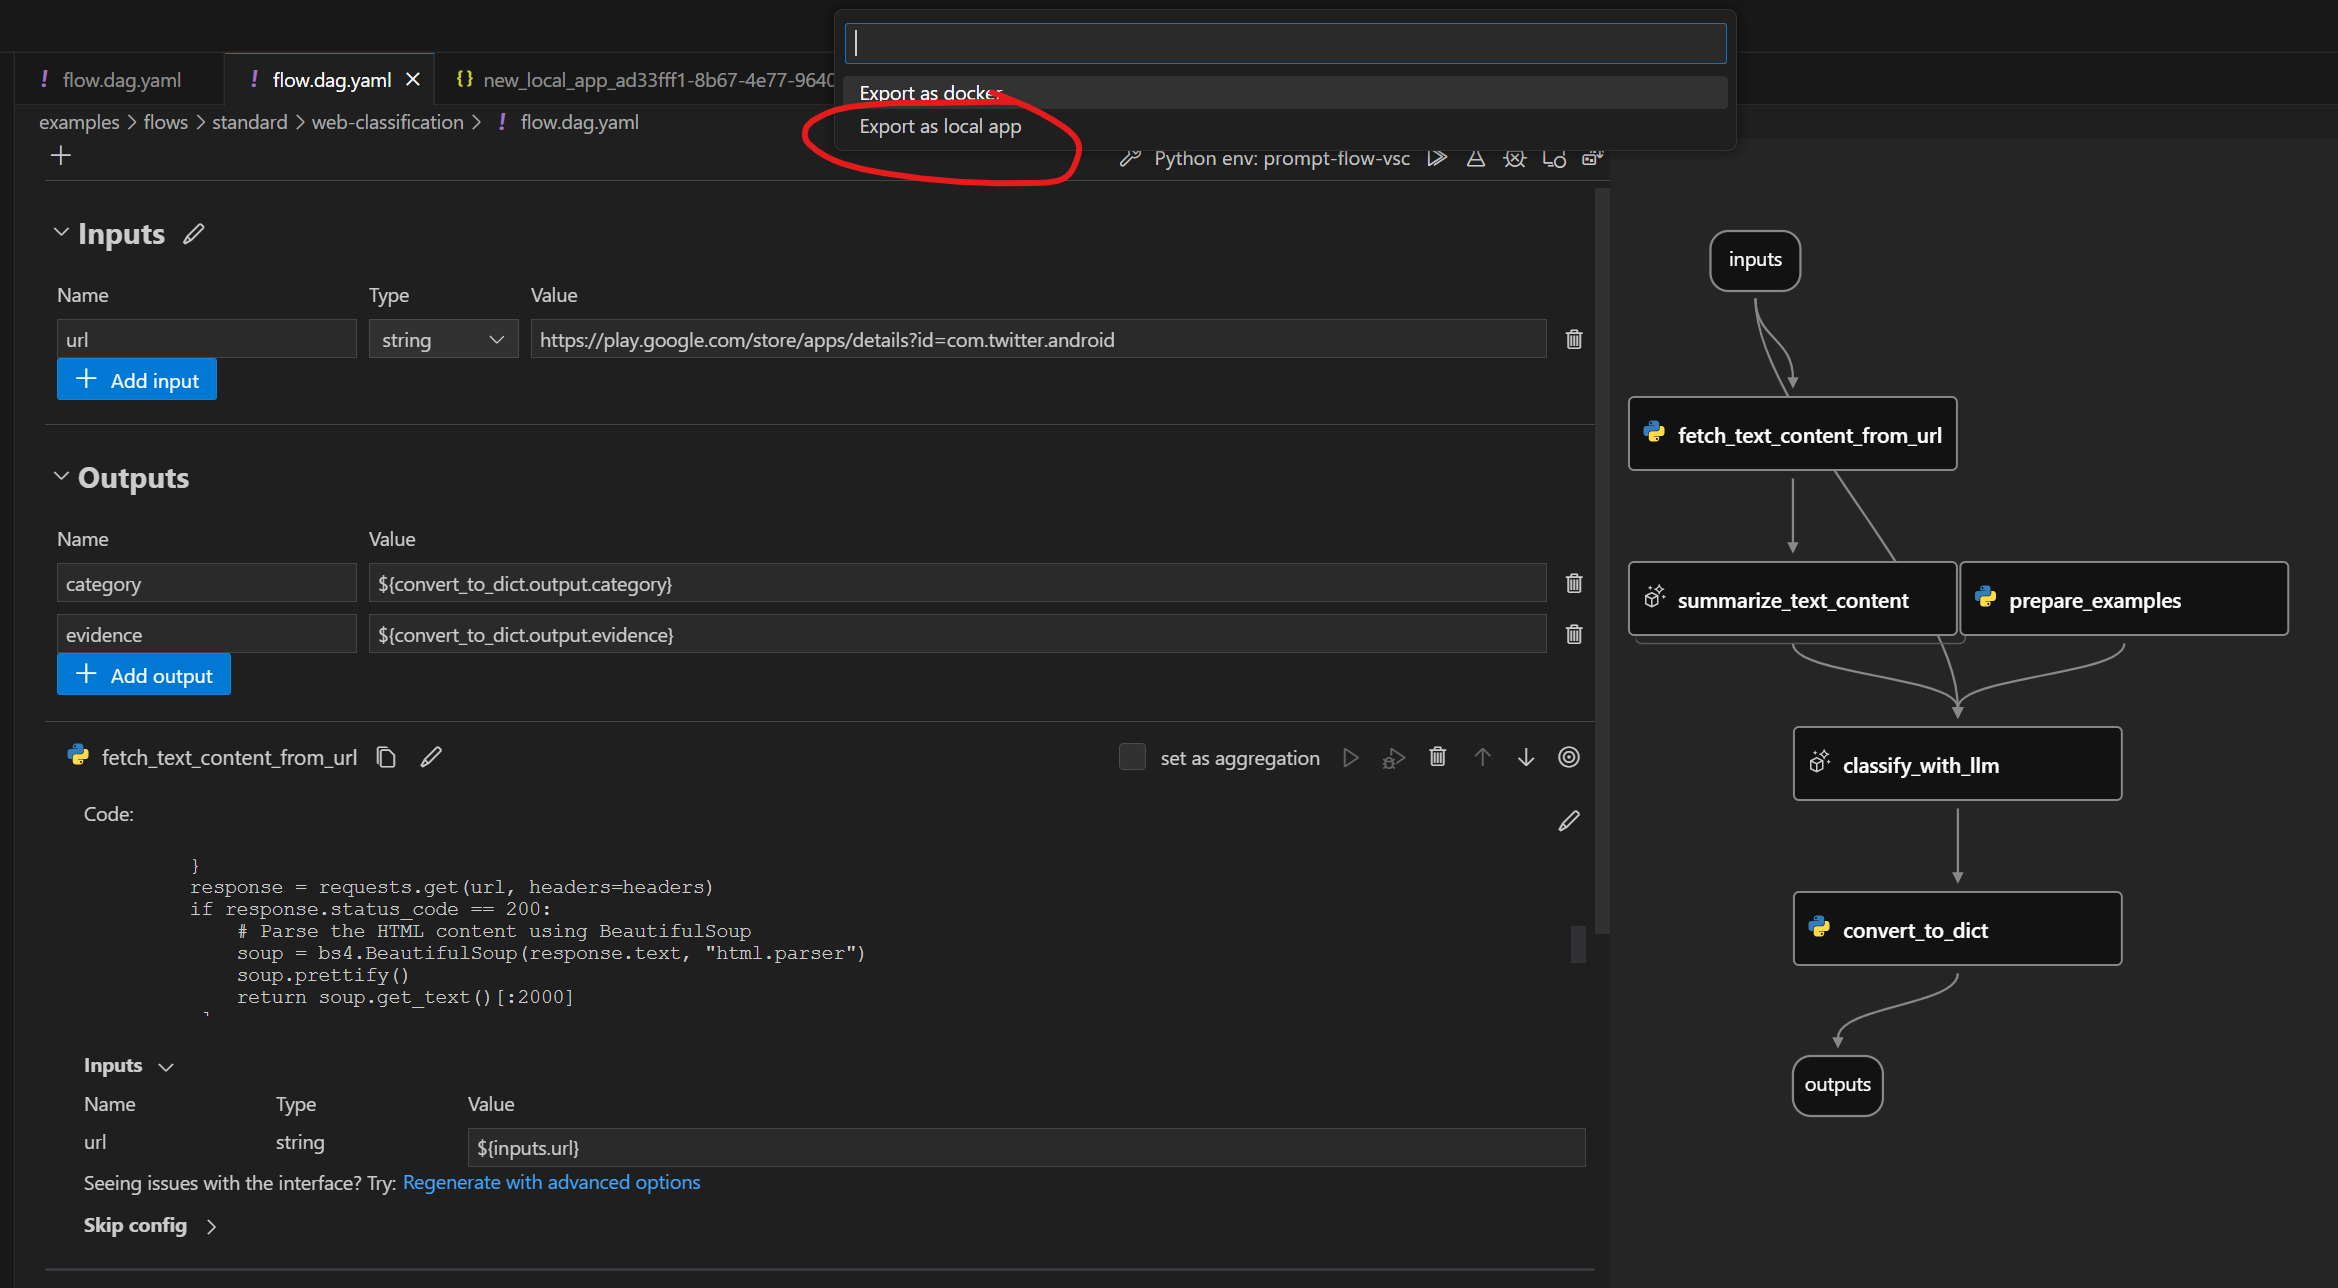 Export as docker
Export as local app
flow.dag.yaml
flow.dag.yaml
new_local_app_ad33fff1-8b67-4e77-9640
examples > flows > standard > web-classification > flow.dag.yaml
Python env: prompt-flow-vsc
Inputs
Name Type Value
url string https://play.google.com/store/apps/details?id=com.twitter.android
Add input
Outputs
Name Value
category ${convert_to_dict.output.category}
evidence ${convert_to_dict.output.evidence}
Add output
fetch_text_content_from_url set as aggregation
Code:
}
response = requests.get(url, headers=headers)
if response.status_code == 200:
# Parse the HTML content using BeautifulSoup
soup = bs4.BeautifulSoup(response.text, "html.parser")
soup.prettify()
return soup.get_text()[:2000]
Inputs
Name Type Value
url string ${inputs.url}
Seeing issues with the interface? Try: Regenerate with advanced options
Skip config
inputs
fetch_text_content_from_url
summarize_text_content
prepare_examples
classify_with_llm
convert_to_dict
outputs